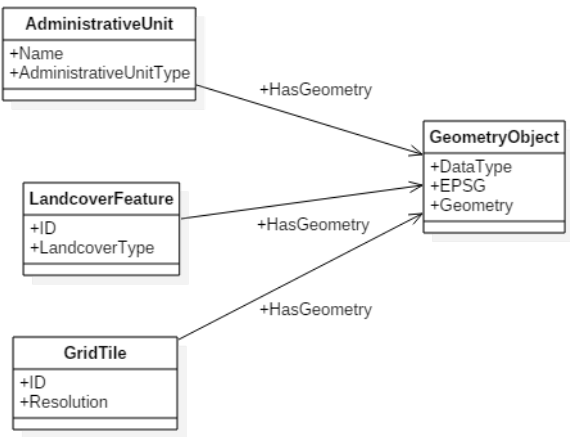 AdministrativeUnit
+Name
+AdministrativeUnitType
+HasGeometry
GeometryObject
+DataType
+EPSG
+Geometry
LandcoverFeature
+ID
+LandcoverType
+HasGeometry
+HasGeometry
GridTile
+ID
+Resolution